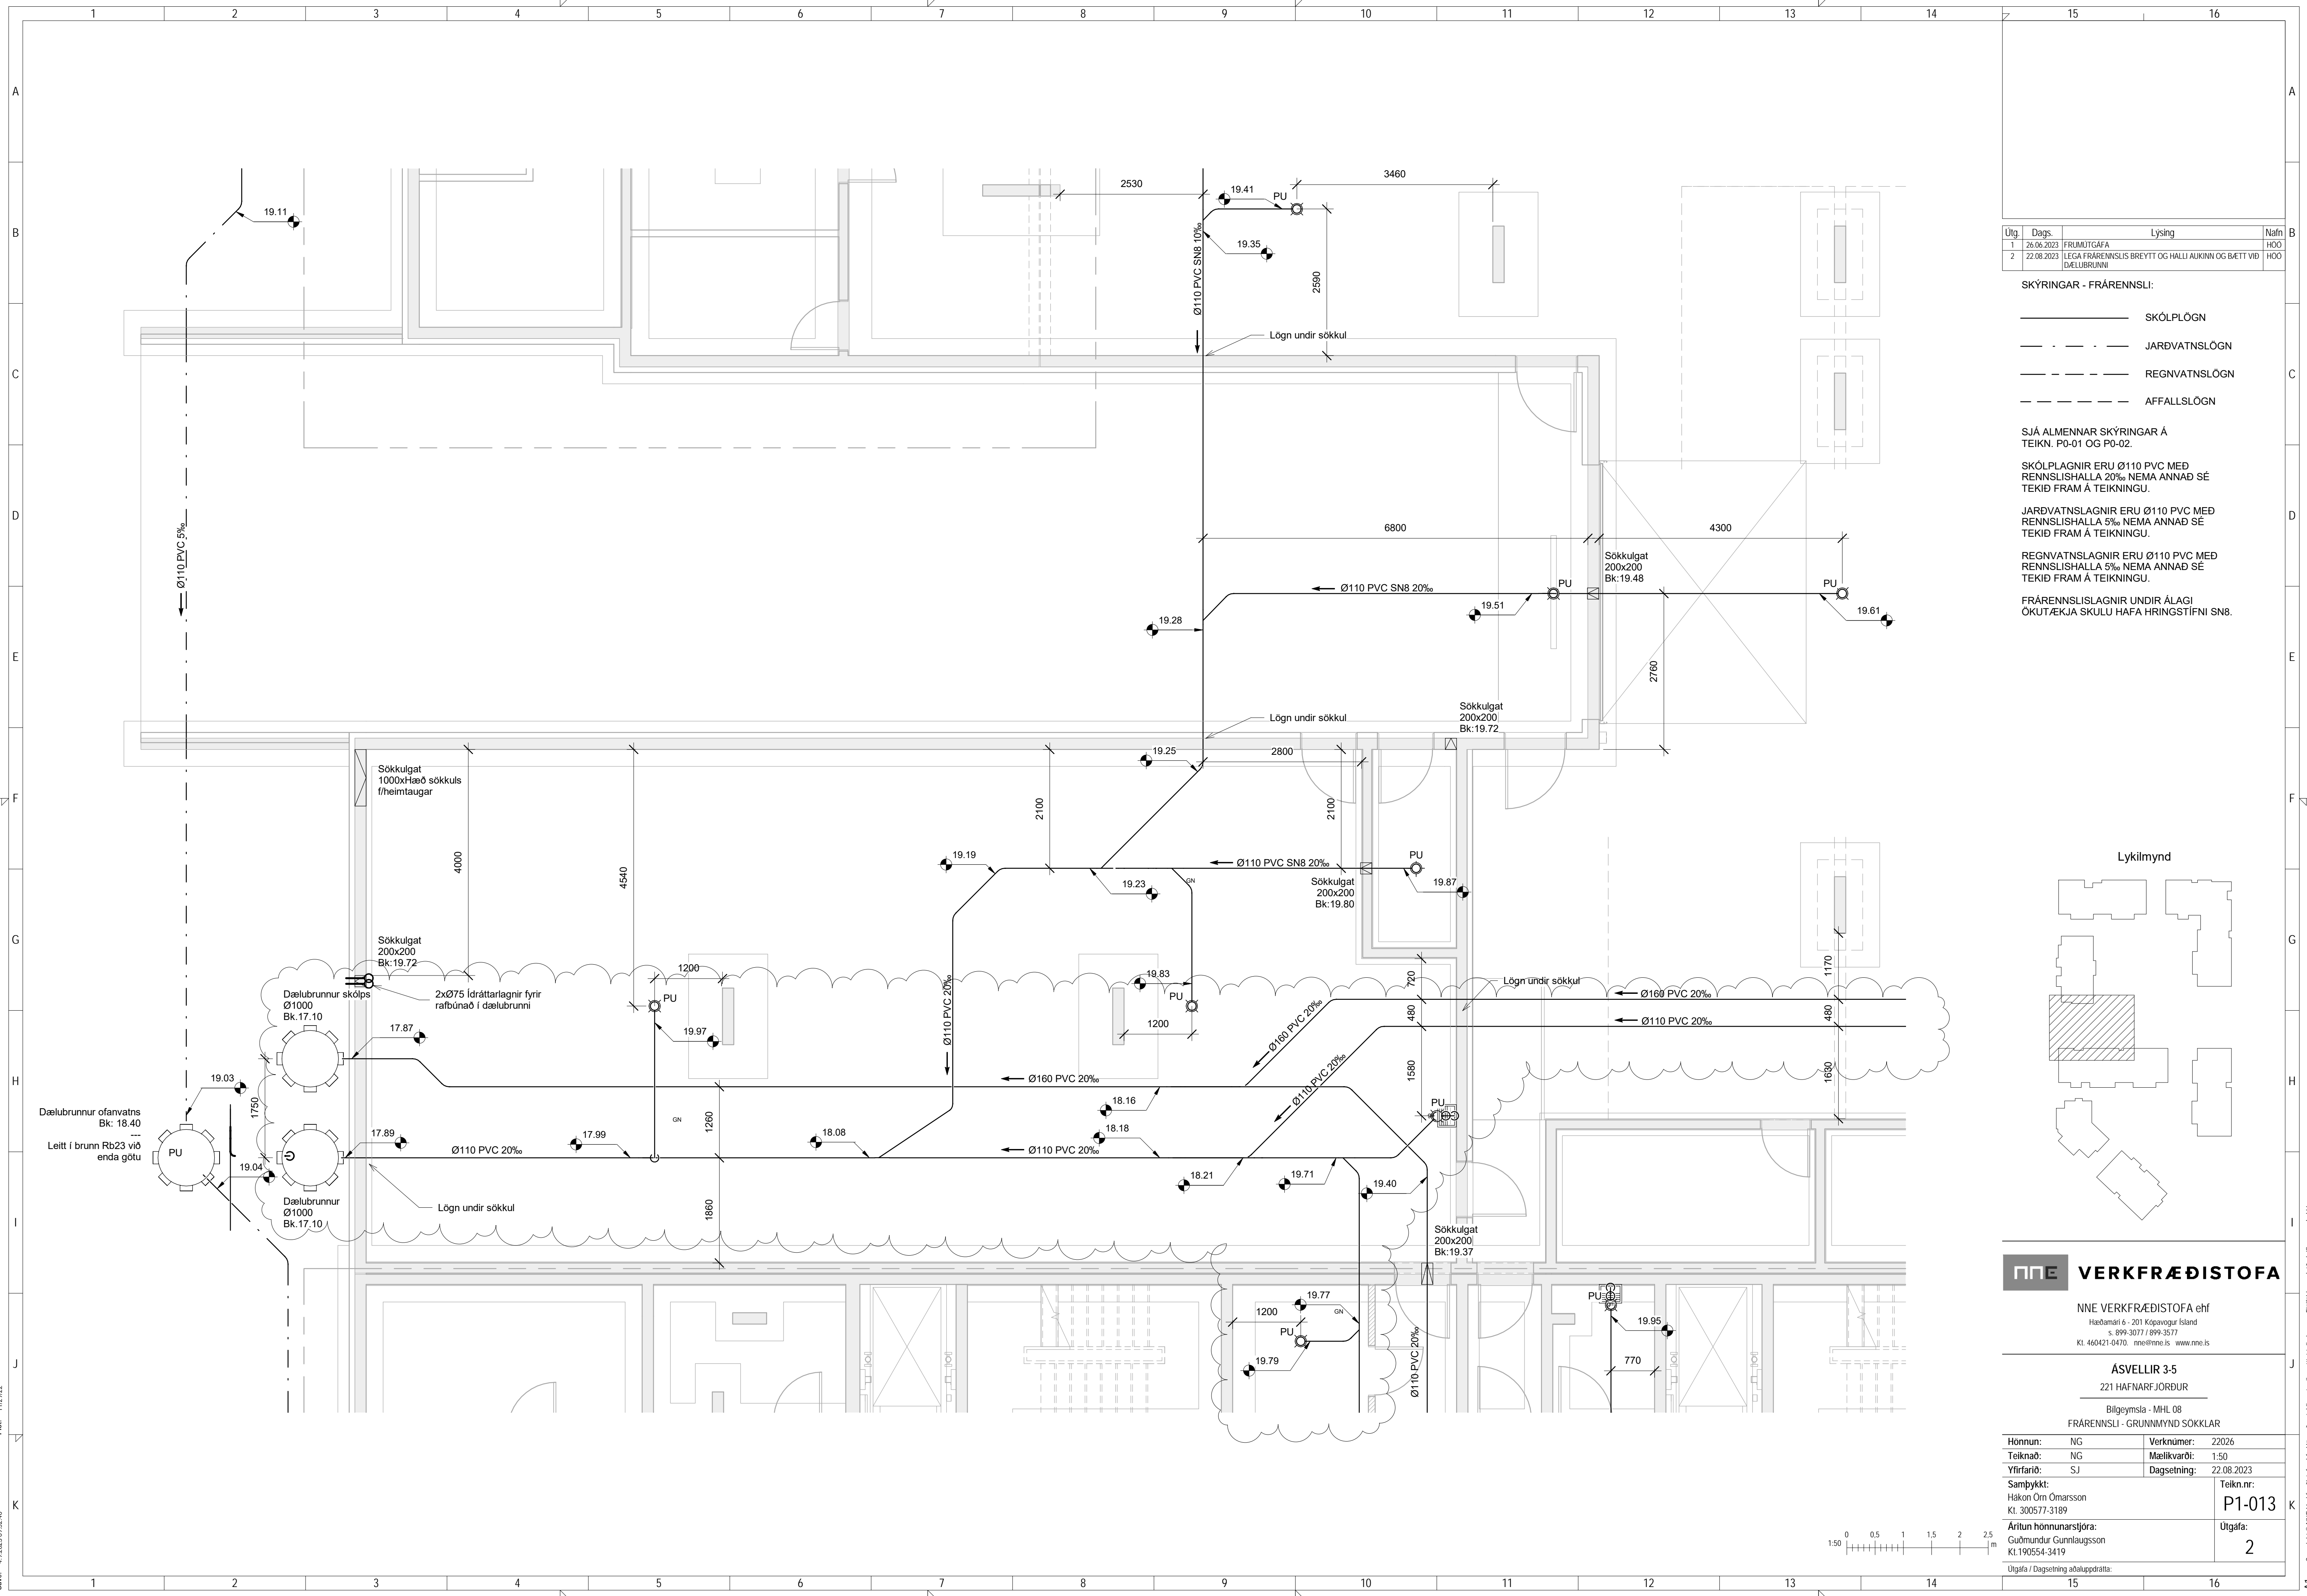 1 2 3 4 5 6 7 8 9 10 11 12 13 14 15 16
A A
B B
C C
D D
E E
F F
G G
H H
I I
J J
K K
19.11
2530
19.41
PU
3460
Ø110 PVC SN8 10‰
19.35
2590
Lögn undir sökkul
Ø110 PVC 5‰
6800
4300
Sökkulgat
200x200
Bk:19.48
Ø110 PVC SN8 20‰
PU
PU
19.51
19.61
19.28
2760
Sökkulgat
200x200
Bk:19.72
Lögn undir sökkul
19.25
2800
Sökkulgat
1000xHæð sökkuls
f/heimtaugar
2100
2100
4000
4540
19.19
Ø110 PVC SN8 20‰
PU
19.23
GN
Sökkulgat
200x200
Bk:19.80
19.87
Sökkulgat
200x200
Bk:19.72
1200
19.83
720
Lögn undir sökkul
1170
Dælubrunnur skólps
Ø1000
Bk.17.10
2xØ75 Ídráttarlagnir fyrir
rafbúnað í dælubrunni
PU
PU
Ø160 PVC 20‰
Ø110 PVC 20‰
480
480
Ø110 PVC 20‰
17.87
19.97
1200
Ø160 PVC 20‰
Ø110 PVC 20‰
1580
1630
19.03
1750
Ø160 PVC 20‰
18.16
PU
Dælubrunnur ofanvatns
Bk: 18.40
---
Leitt í brunn Rb23 við
enda götu
GN
1260
17.89
17.99
18.08
18.18
PU
Ø110 PVC 20‰
Ø110 PVC 20‰
19.04
18.21
19.71
19.40
Dælubrunnur
Ø1000
Bk.17.10
Lögn undir sökkul
1860
Sökkulgat
200x200
Bk:19.37
19.77
GN
1200
PU
19.79
Ø110 PVC 20‰
PU
19.95
770
Útg. Dags. Lýsing Nafn
1 26.06.2023 FRUMÚTGÁFA HÖÓ
2 22.08.2023 LEGA FRÁRENNSLIS BREYTT OG HALLI AUKINN OG BÆTT VIÐ HÖÓ
DÆLUBRUNNI
SKÝRINGAR - FRÁRENNSLI:
SKÓLPLÖGN
JARÐVATNSLÖGN
REGNVATNSLÖGN
AFFALLSLÖGN
SJÁ ALMENNAR SKÝRINGAR Á
TEIKN. P0-01 OG P0-02.
SKÓLPLAGNIR ERU Ø110 PVC MEÐ
RENNSLISHALLA 20‰ NEMA ANNAÐ SÉ
TEKIÐ FRAM Á TEIKNINGU.
JARÐVATNSLAGNIR ERU Ø110 PVC MEÐ
RENNSLISHALLA 5‰ NEMA ANNAÐ SÉ
TEKIÐ FRAM Á TEIKNINGU.
REGNVATNSLAGNIR ERU Ø110 PVC MEÐ
RENNSLISHALLA 5‰ NEMA ANNAÐ SÉ
TEKIÐ FRAM Á TEIKNINGU.
FRÁRENNSLISLAGNIR UNDIR ÁLAGI
ÖKUTÆKJA SKULU HAFA HRINGSTÍFNI SN8.
Lykilmynd
NNE VERKFRÆÐISTOFA
NNE VERKFRÆÐISTOFA ehf
Hæðamári 6 - 201 Kópavogur Ísland
s. 899-3077 / 899-3577
Kt. 460421-0470. nne@nne.is www.nne.is
ÁSVELLIR 3-5
221 HAFNARFJÖRÐUR
Bílgeymsla - MHL 08
FRÁRENNSLI - GRUNNMYND SÖKKLAR
Hönnun: NG Verknúmer: 22026
Teiknað: NG Mælikvarði: 1:50
Yfirfarið: SJ Dagsetning: 22.08.2023
Samþykkt: Teikn.nr:
Hákon Örn Ómarsson
Kt. 300577-3189
P1-013
Áritun hönnunarstjóra: Útgáfa:
Guðmundur Gunnlaugsson
Kt.190554-3419
2
Útgáfa / Dagsetning aðaluppdrátta:
1:50 0 0,5 1 1,5 2 2,5 m